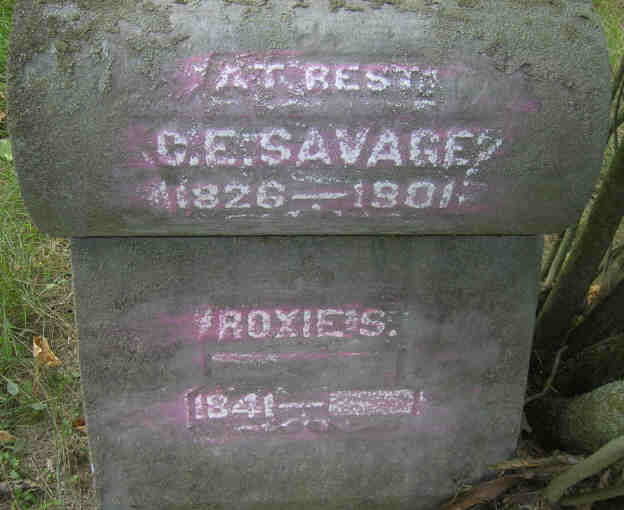 AT REST
C.E. SAVAGE
1826—1901
ROXIE S.
1841—